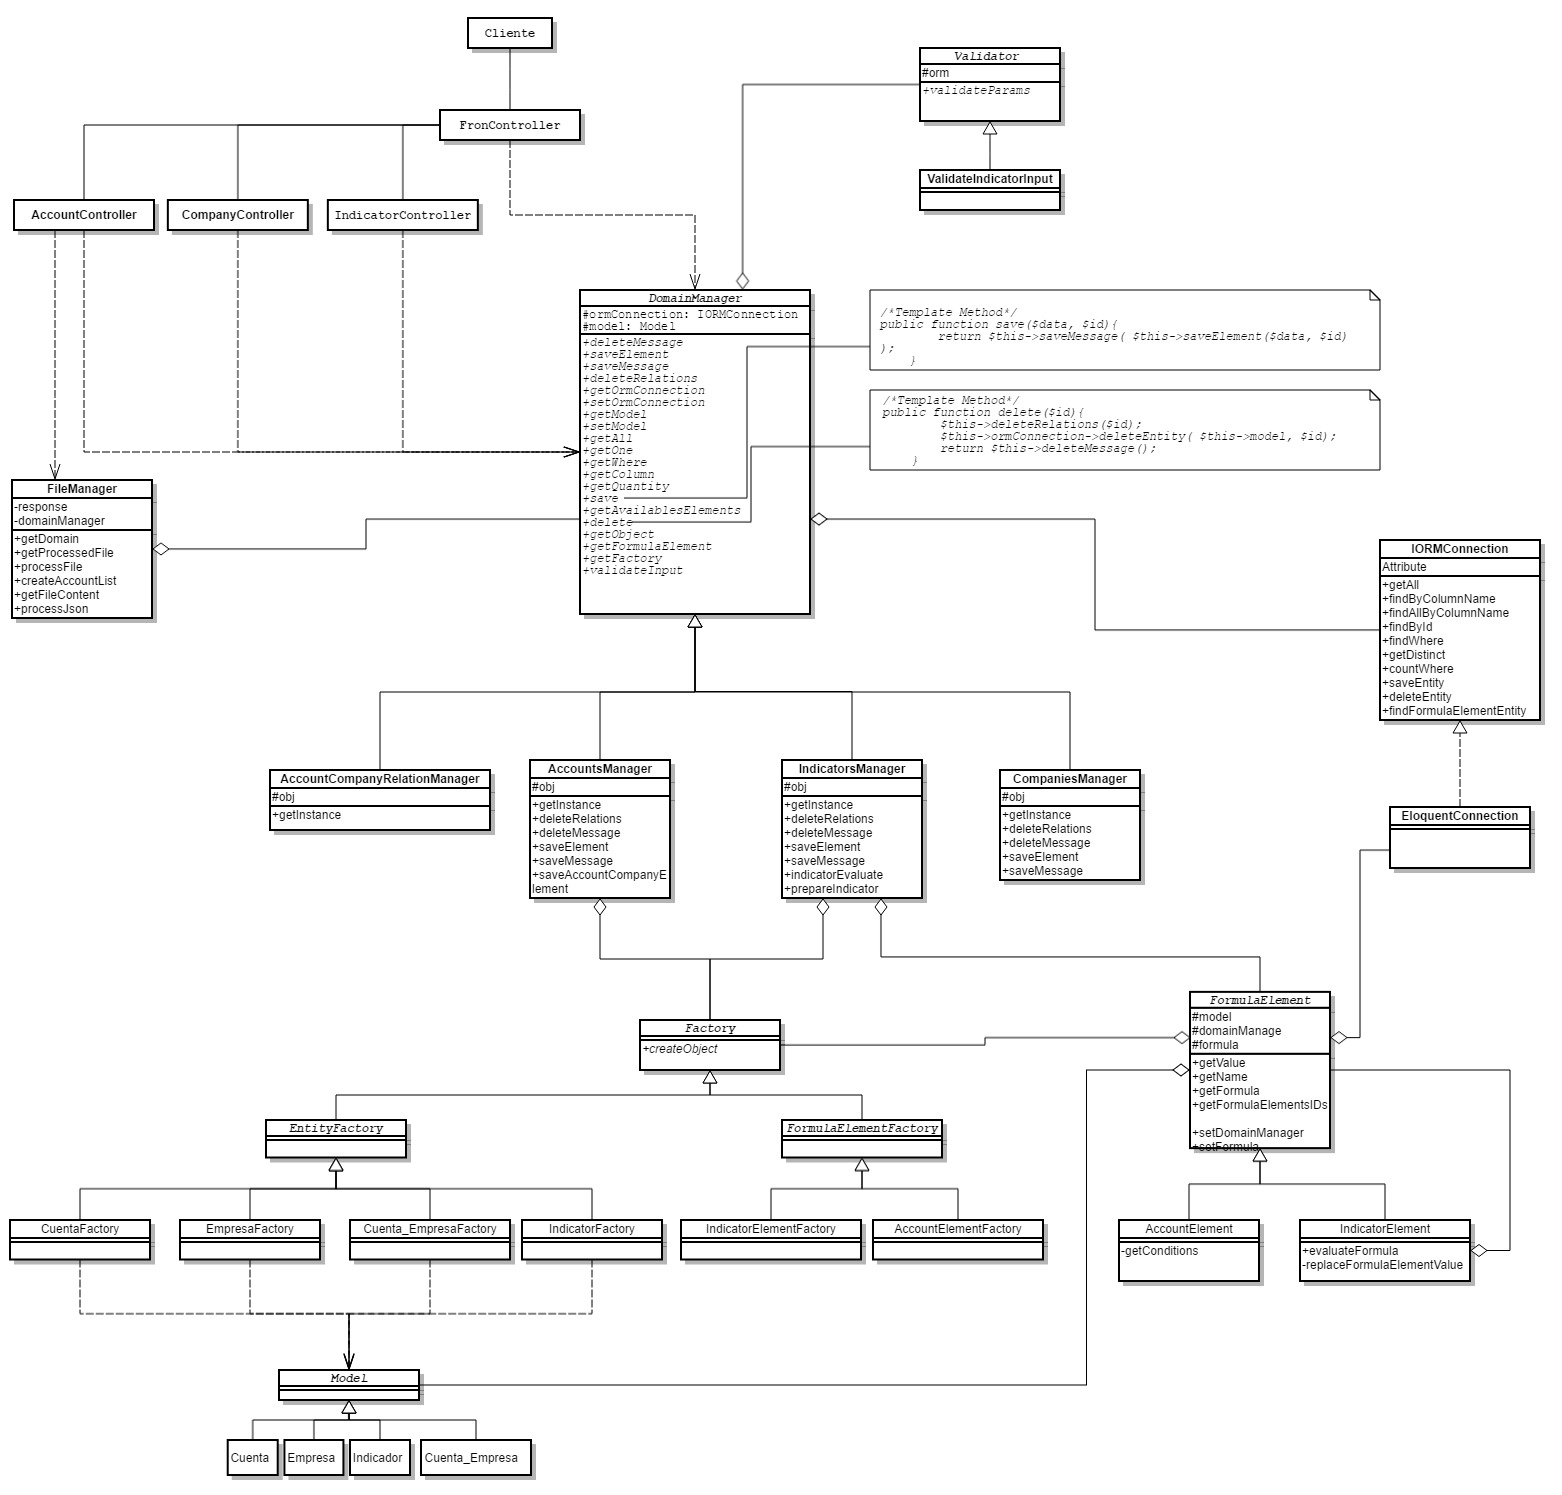 Cliente
Validator
#orm
+validateParams
FronController
ValidateIndicatorInput
AccountController
CompanyController
IndicatorController
DomainManager
#ormConnection: IORMConnection
#model: Model
+deleteMessage
+saveElement
+saveMessage
+deleteRelations
+getOrmConnection
+setOrmConnection
+getModel
+setModel
+getAll
+getOne
+getWhere
+getColumn
+getQuantity
+save
+getAvailablesElements
+delete
+getObject
+getFormulaElement
+getFactory
+validateInput
/*Template Method*/
public function save($data, $id){
return $this->saveMessage( $this->saveElement($data, $id)
);
}
/*Template Method*/
public function delete($id){
$this->deleteRelations($id);
$this->ormConnection->deleteEntity( $this->model, $id);
return $this->deleteMessage();
}
FileManager
-response
-domainManager
+getDomain
+getProcessedFile
+processFile
+createAccountList
+getFileContent
+processJson
IORMConnection
Attribute
+getAll
+findByColumnName
+findAllByColumnName
+findById
+findWhere
+getDistinct
+countWhere
+saveEntity
+deleteEntity
+findFormulaElementEntity
AccountCompanyRelationManager
#obj
+getInstance
AccountsManager
#obj
+getInstance
+deleteRelations
+deleteMessage
+saveElement
+saveMessage
+saveAccountCompanyE
lement
IndicatorsManager
#obj
+getInstance
+deleteRelations
+deleteMessage
+saveElement
+saveMessage
+indicatorEvaluate
+prepareIndicator
CompaniesManager
#obj
+getInstance
+deleteRelations
+deleteMessage
+saveElement
+saveMessage
EloquentConnection
Factory
+createObject
FormulaElement
#model
#domainManage
#formula
+getValue
+getName
+getFormula
+getFormulaElementsIDs
+setDomainManager
+setFormula
EntityFactory
FormulaElementFactory
CuentaFactory
EmpresaFactory
Cuenta_EmpresaFactory
IndicatorFactory
IndicatorElementFactory
AccountElementFactory
AccountElement
-getConditions
IndicatorElement
+evaluateFormula
-replaceFormulaElementValue
Model
Cuenta
Empresa
Indicador
Cuenta_Empresa